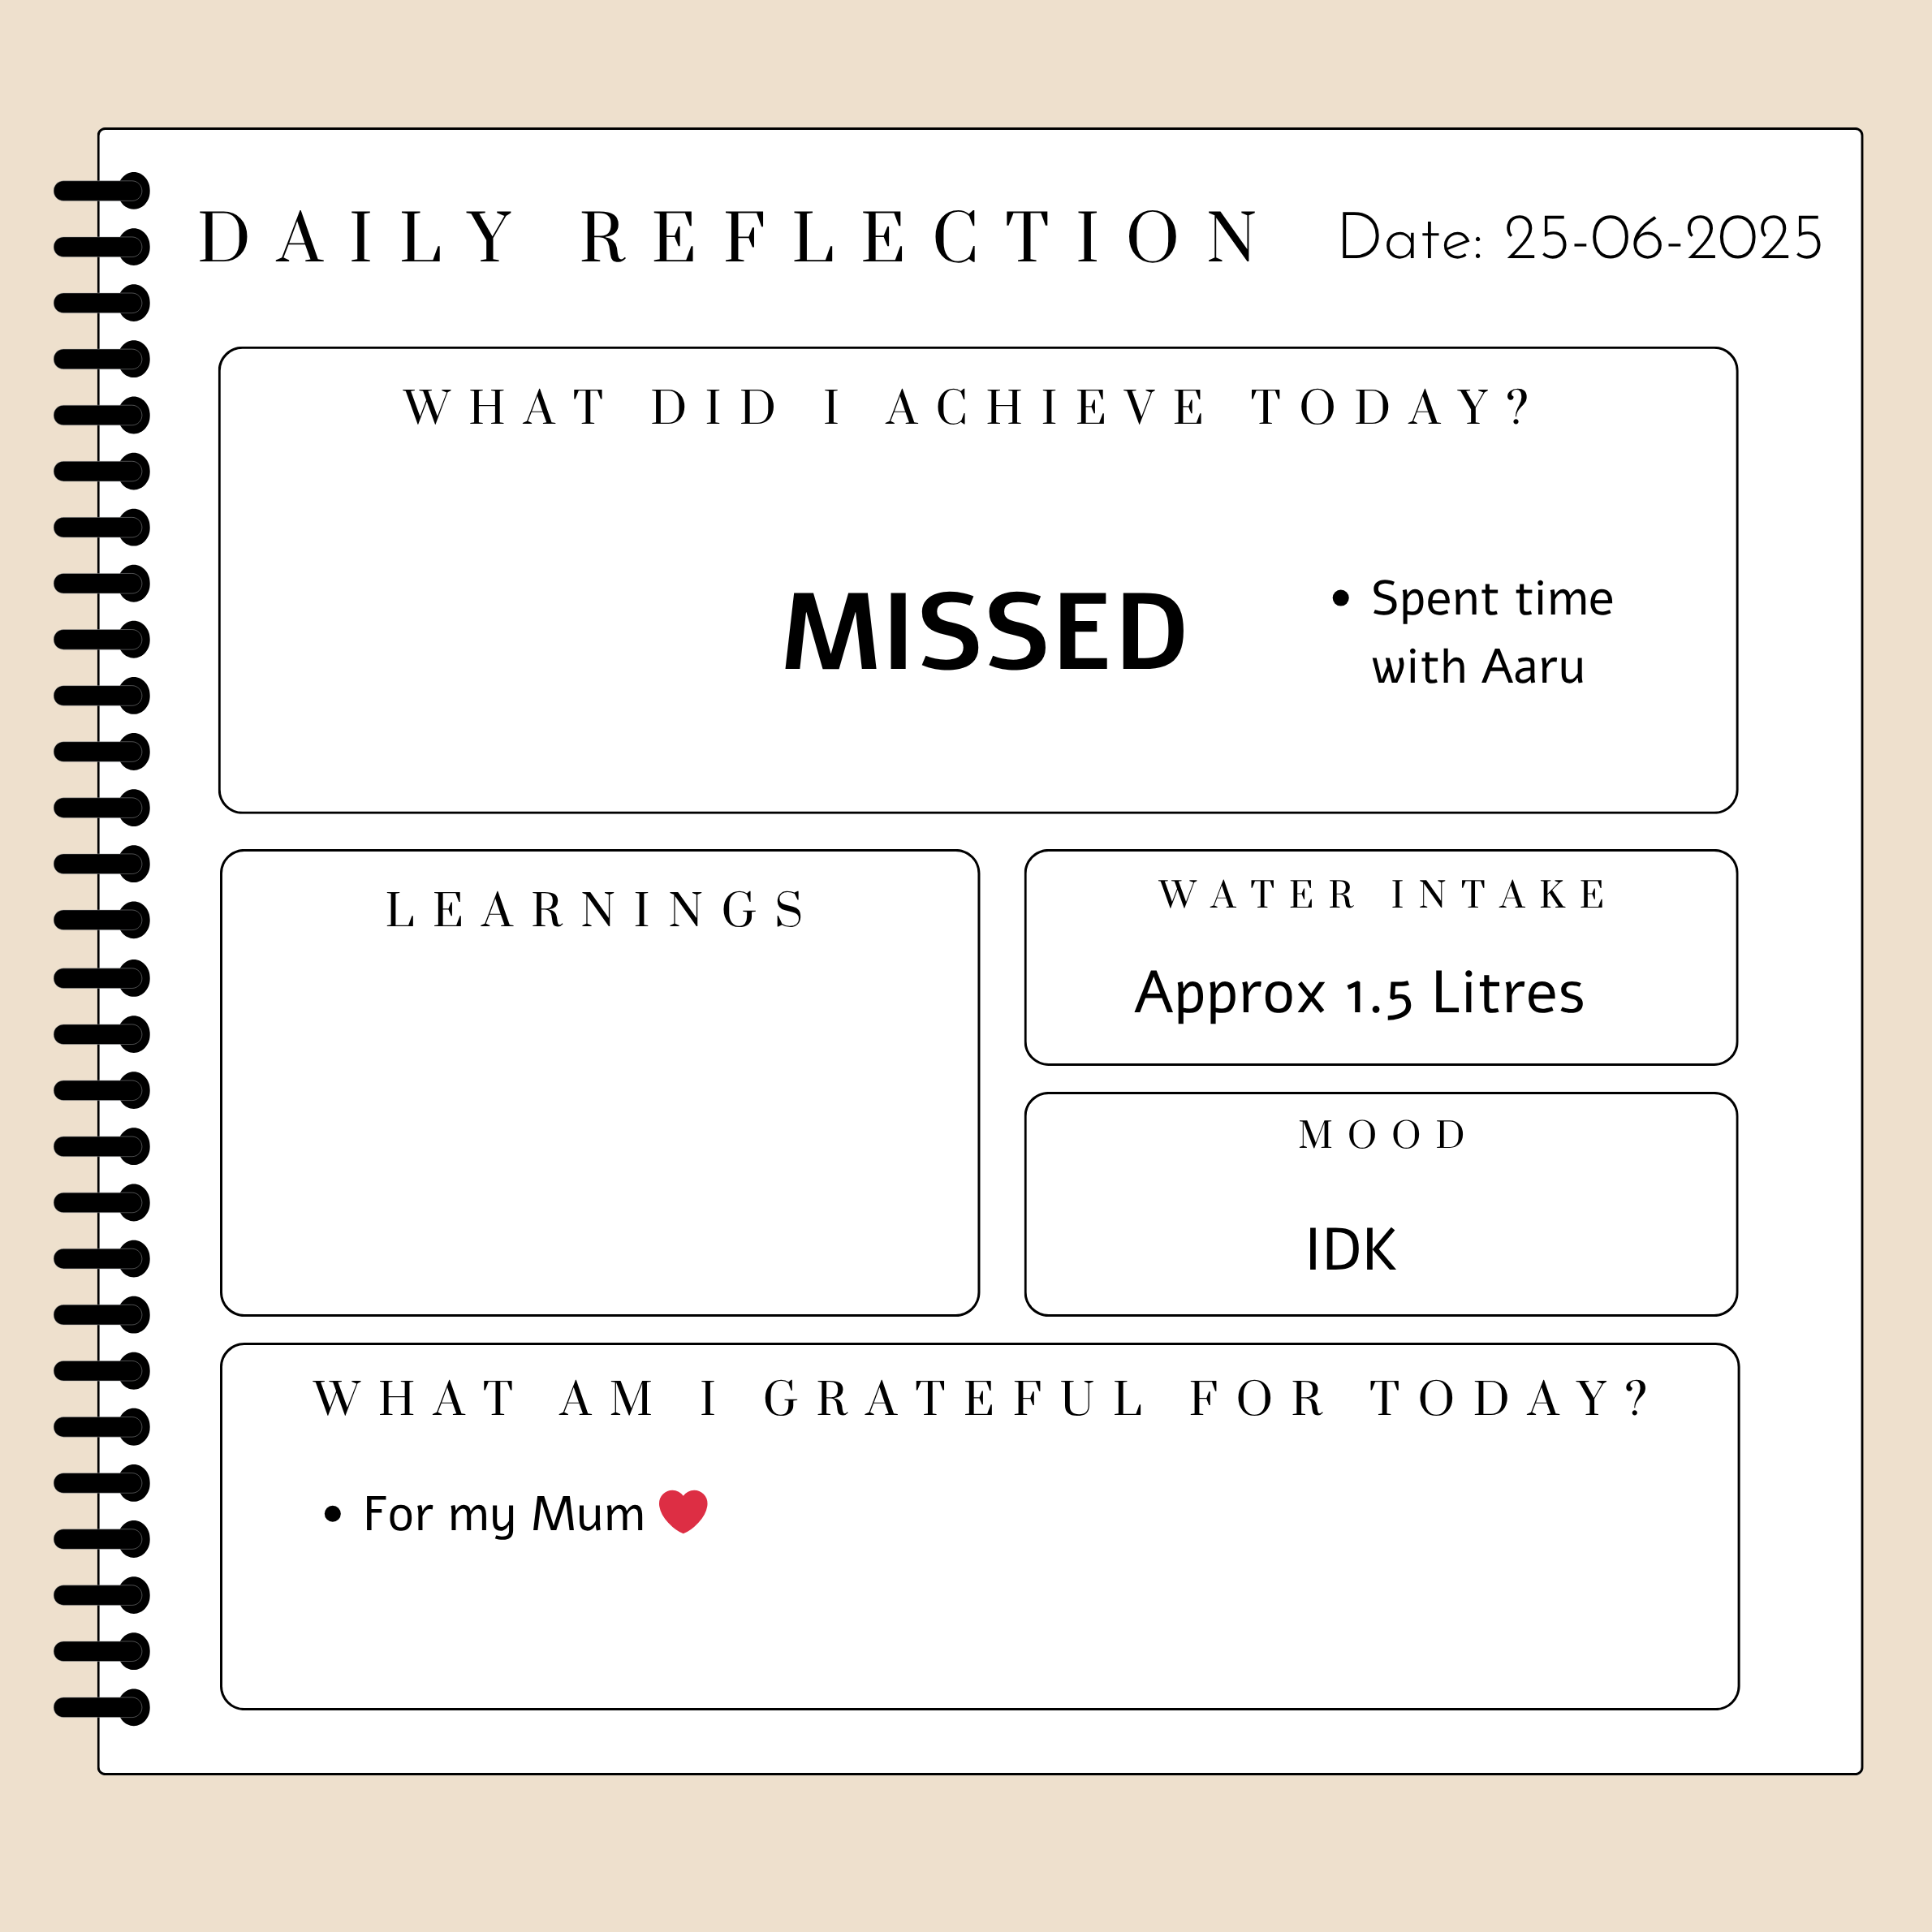 DAILY REFLECTION Date: 25-06-2025
WHAT DID I ACHIEVE TODAY?
MISSED
• Spent time
with Aaru
LEARNINGS
WATER INTAKE
Approx 1.5 Litres
MOOD
IDK
WHAT AM I GRATEFUL FOR TODAY?
• For my Mum ❤️